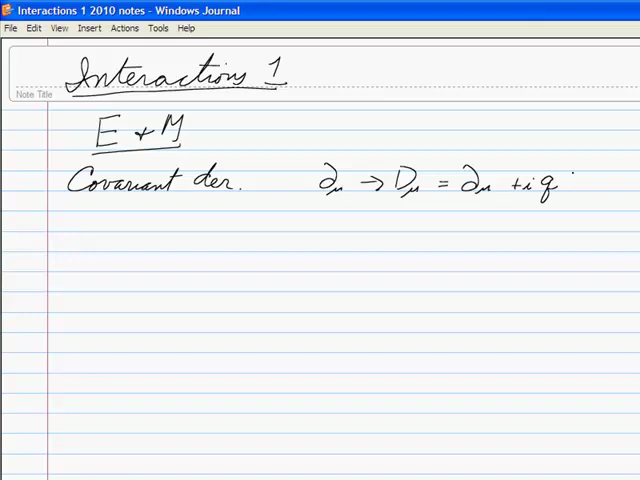 Interactions 1 2010 notes - Windows Journal
File Edit View Insert Actions Tools Help
Interactions 1
Note Title
E + M
Covariant der. ∂μ → Dμ = ∂μ + i q